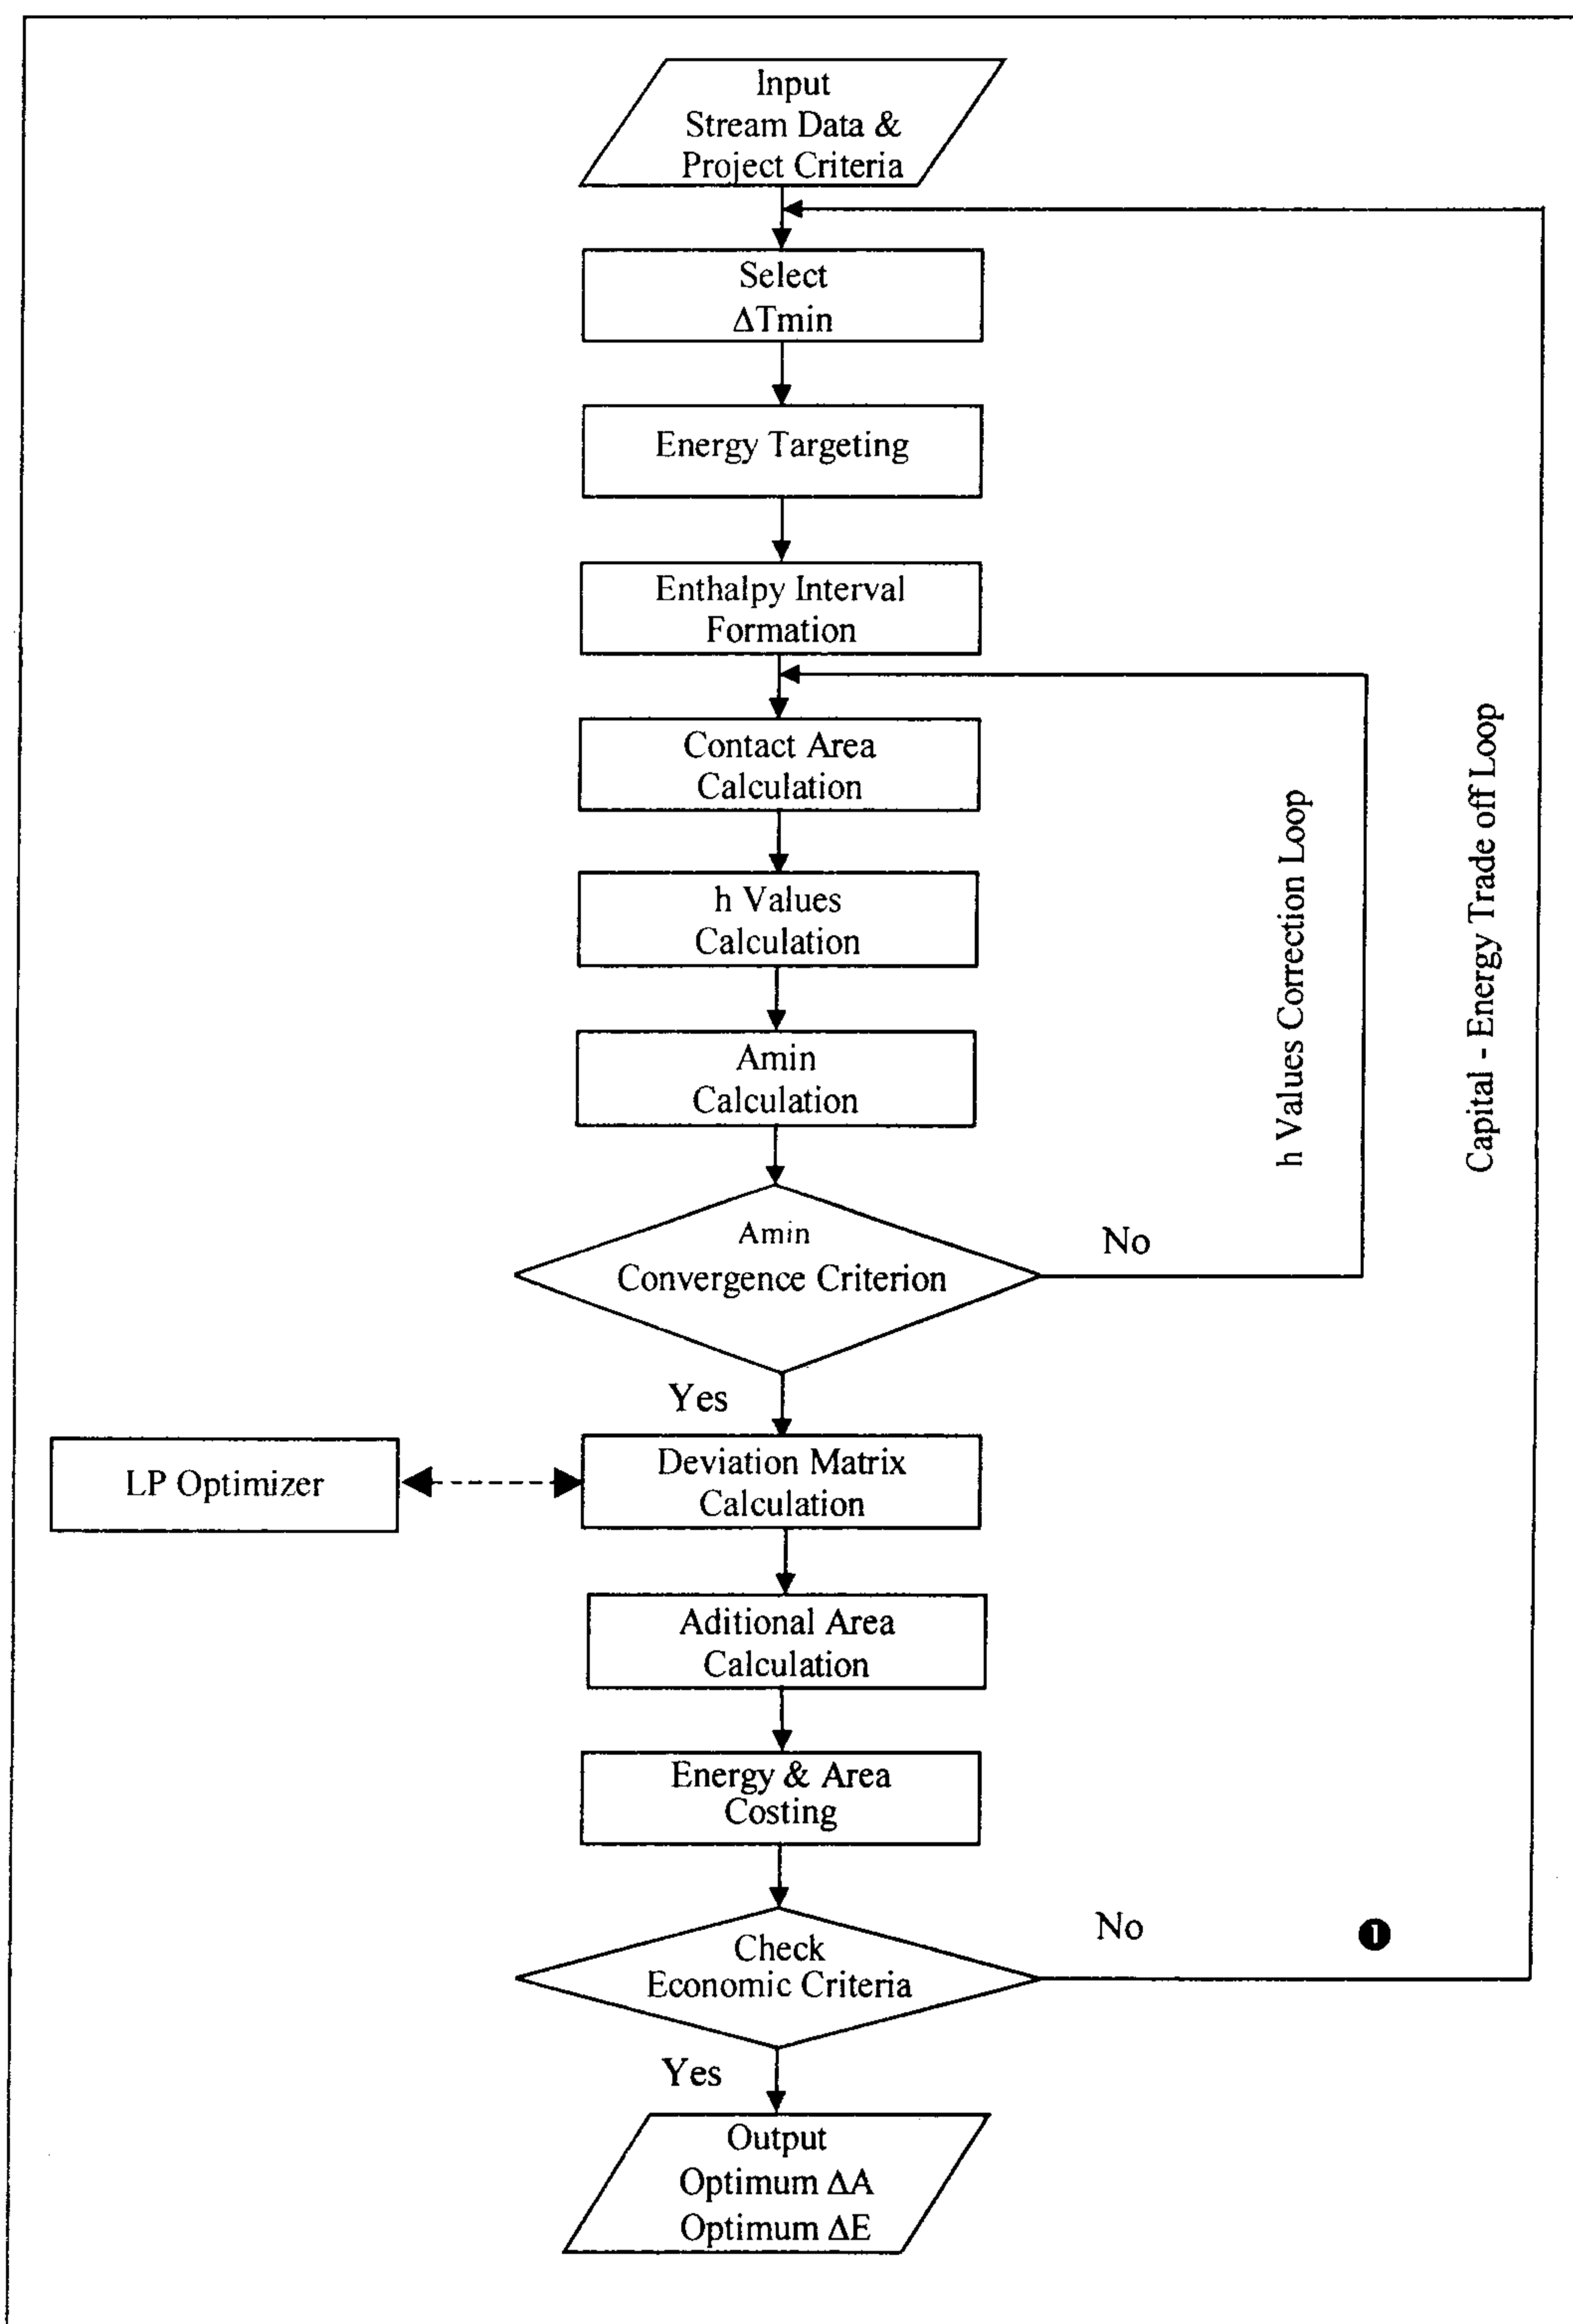 Input
Stream Data &
Project Criteria
Select
ΔTmin
Energy Targeting
Enthalpy Interval
Formation
Contact Area
Calculation
h Values
Calculation
Amin
Calculation
Amin
Convergence Criterion
No
h Values Correction Loop
Capital - Energy Trade off Loop
Yes
LP Optimizer
Deviation Matrix
Calculation
Aditional Area
Calculation
Energy & Area
Costing
Check
Economic Criteria
No
❶
Yes
Output
Optimum ΔA
Optimum ΔE